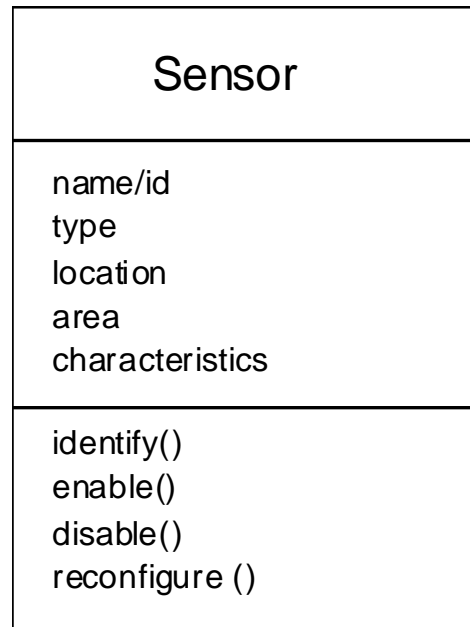 Sensor
name/id
type
location
area
characteristics
identify()
enable()
disable()
reconfigure ()